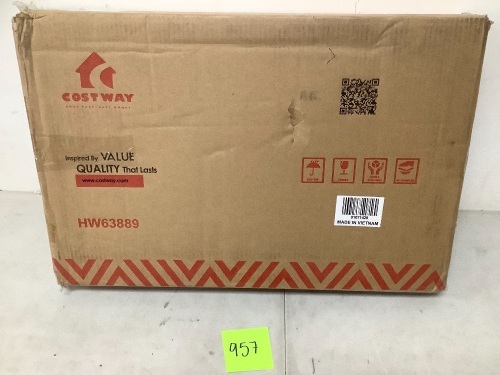 COSTWAY
Inspired By VALUE
QUALITY That Lasts
www.costway.com
HW63889
MADE IN VIETNAM
957